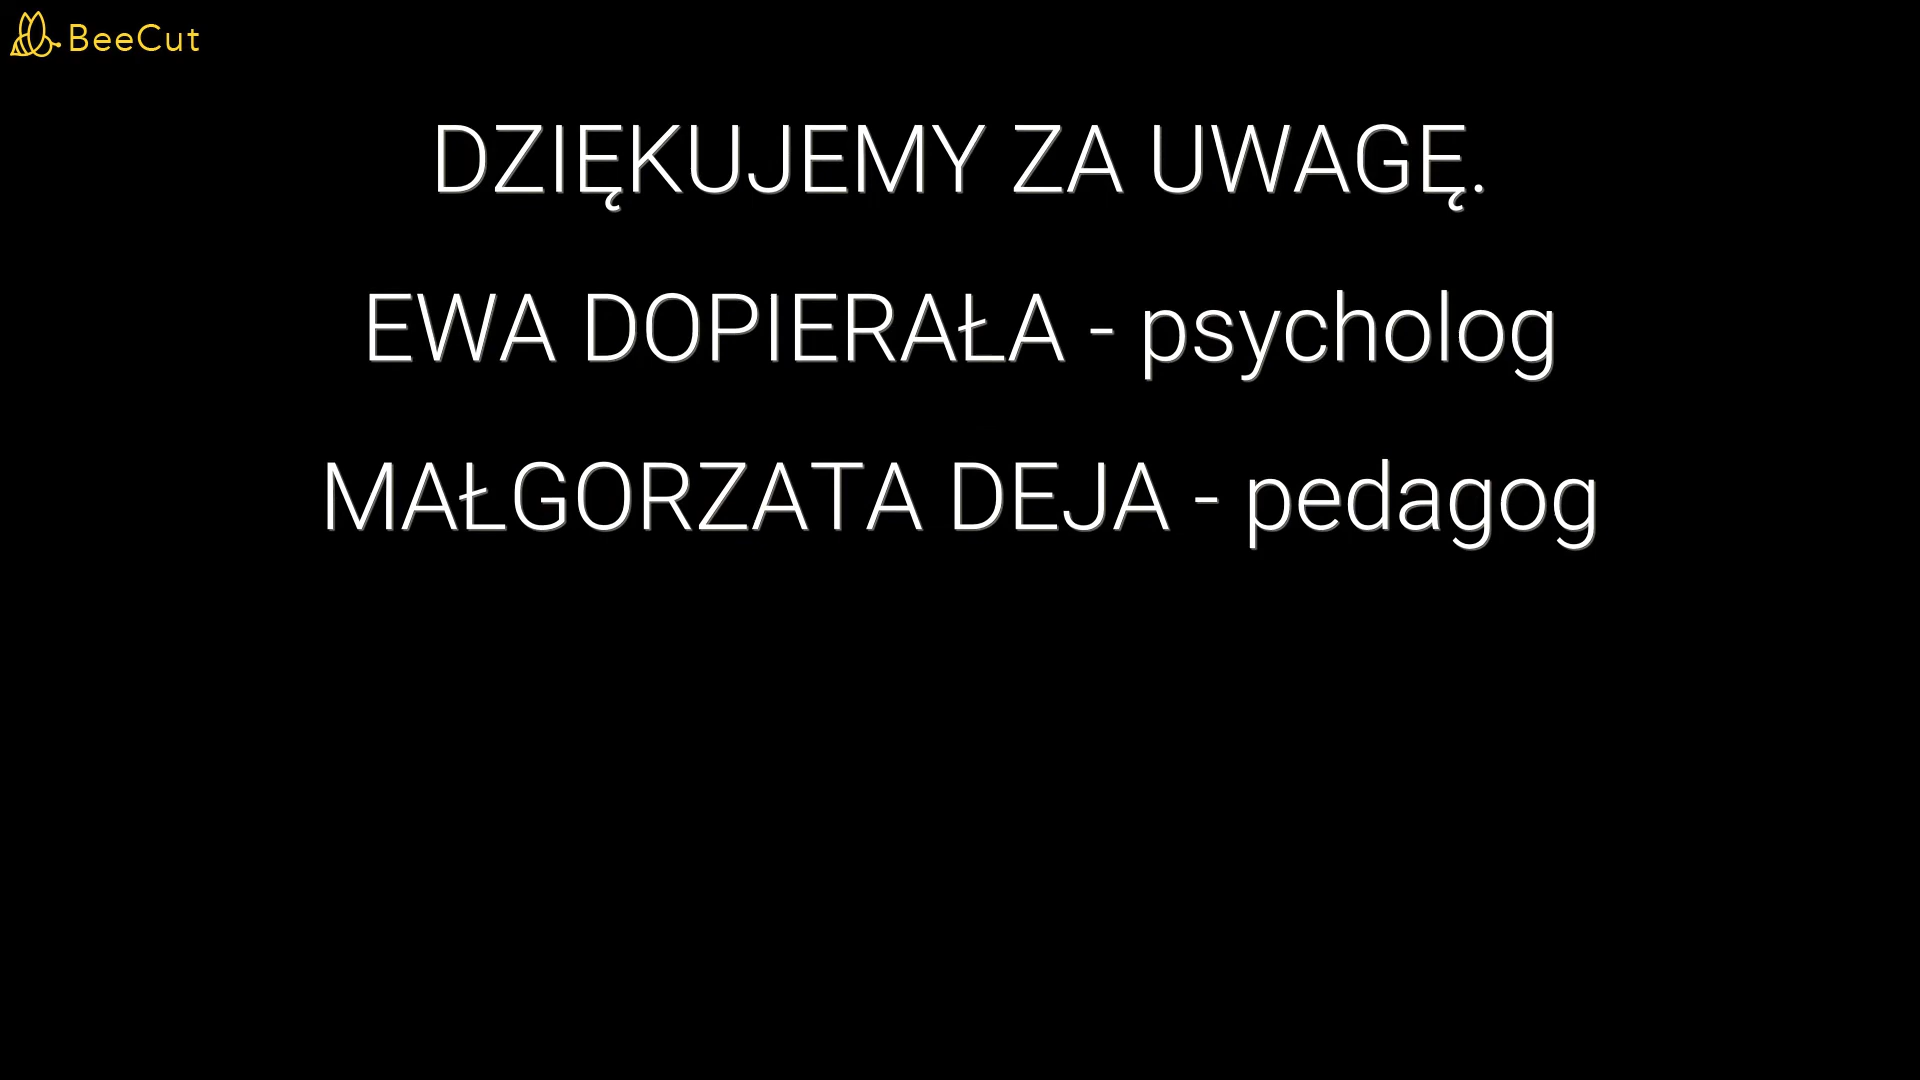 BeeCut
DZIĘKUJEMY ZA UWAGĘ.
EWA DOPIERAŁA - psycholog
MAŁGORZATA DEJA - pedagog